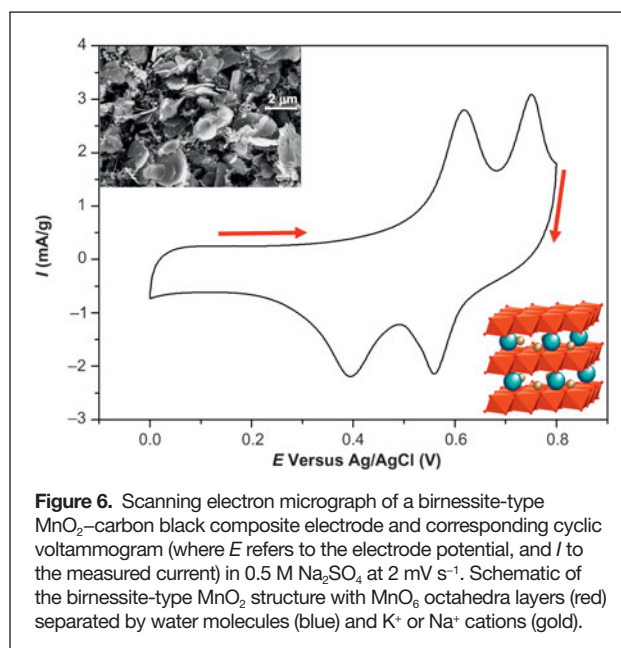 4
3
2
1
0
−1
−2
−3
I (mA/g)
2 μm
0.0 0.2 0.4 0.6 0.8
E Versus Ag/AgCl (V)
Figure 6. Scanning electron micrograph of a birnessite-type
MnO₂–carbon black composite electrode and corresponding cyclic
voltammogram (where E refers to the electrode potential, and I to
the measured current) in 0.5 M Na₂SO₄ at 2 mV s⁻¹. Schematic of
the birnessite-type MnO₂ structure with MnO₆ octahedra layers (red)
separated by water molecules (blue) and K⁺ or Na⁺ cations (gold).